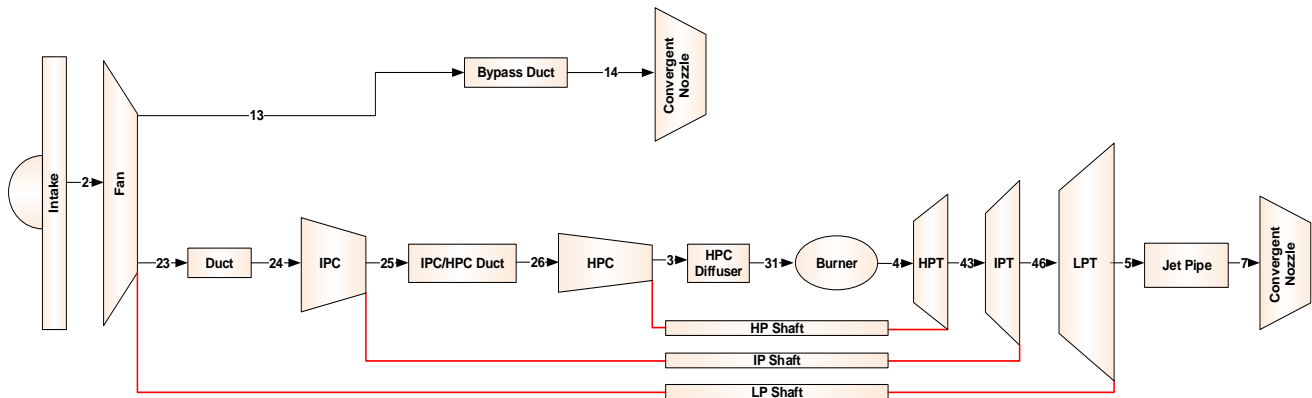 Intake
2
Fan
13
Bypass Duct
14
Convergent
Nozzle
23
Duct
24
IPC
25
IPC/HPC Duct
26
HPC
3
HPC
Diffuser
31
Burner
4
HPT
43
IPT
46
LPT
5
Jet Pipe
7
Convergent
Nozzle
HP Shaft
IP Shaft
LP Shaft